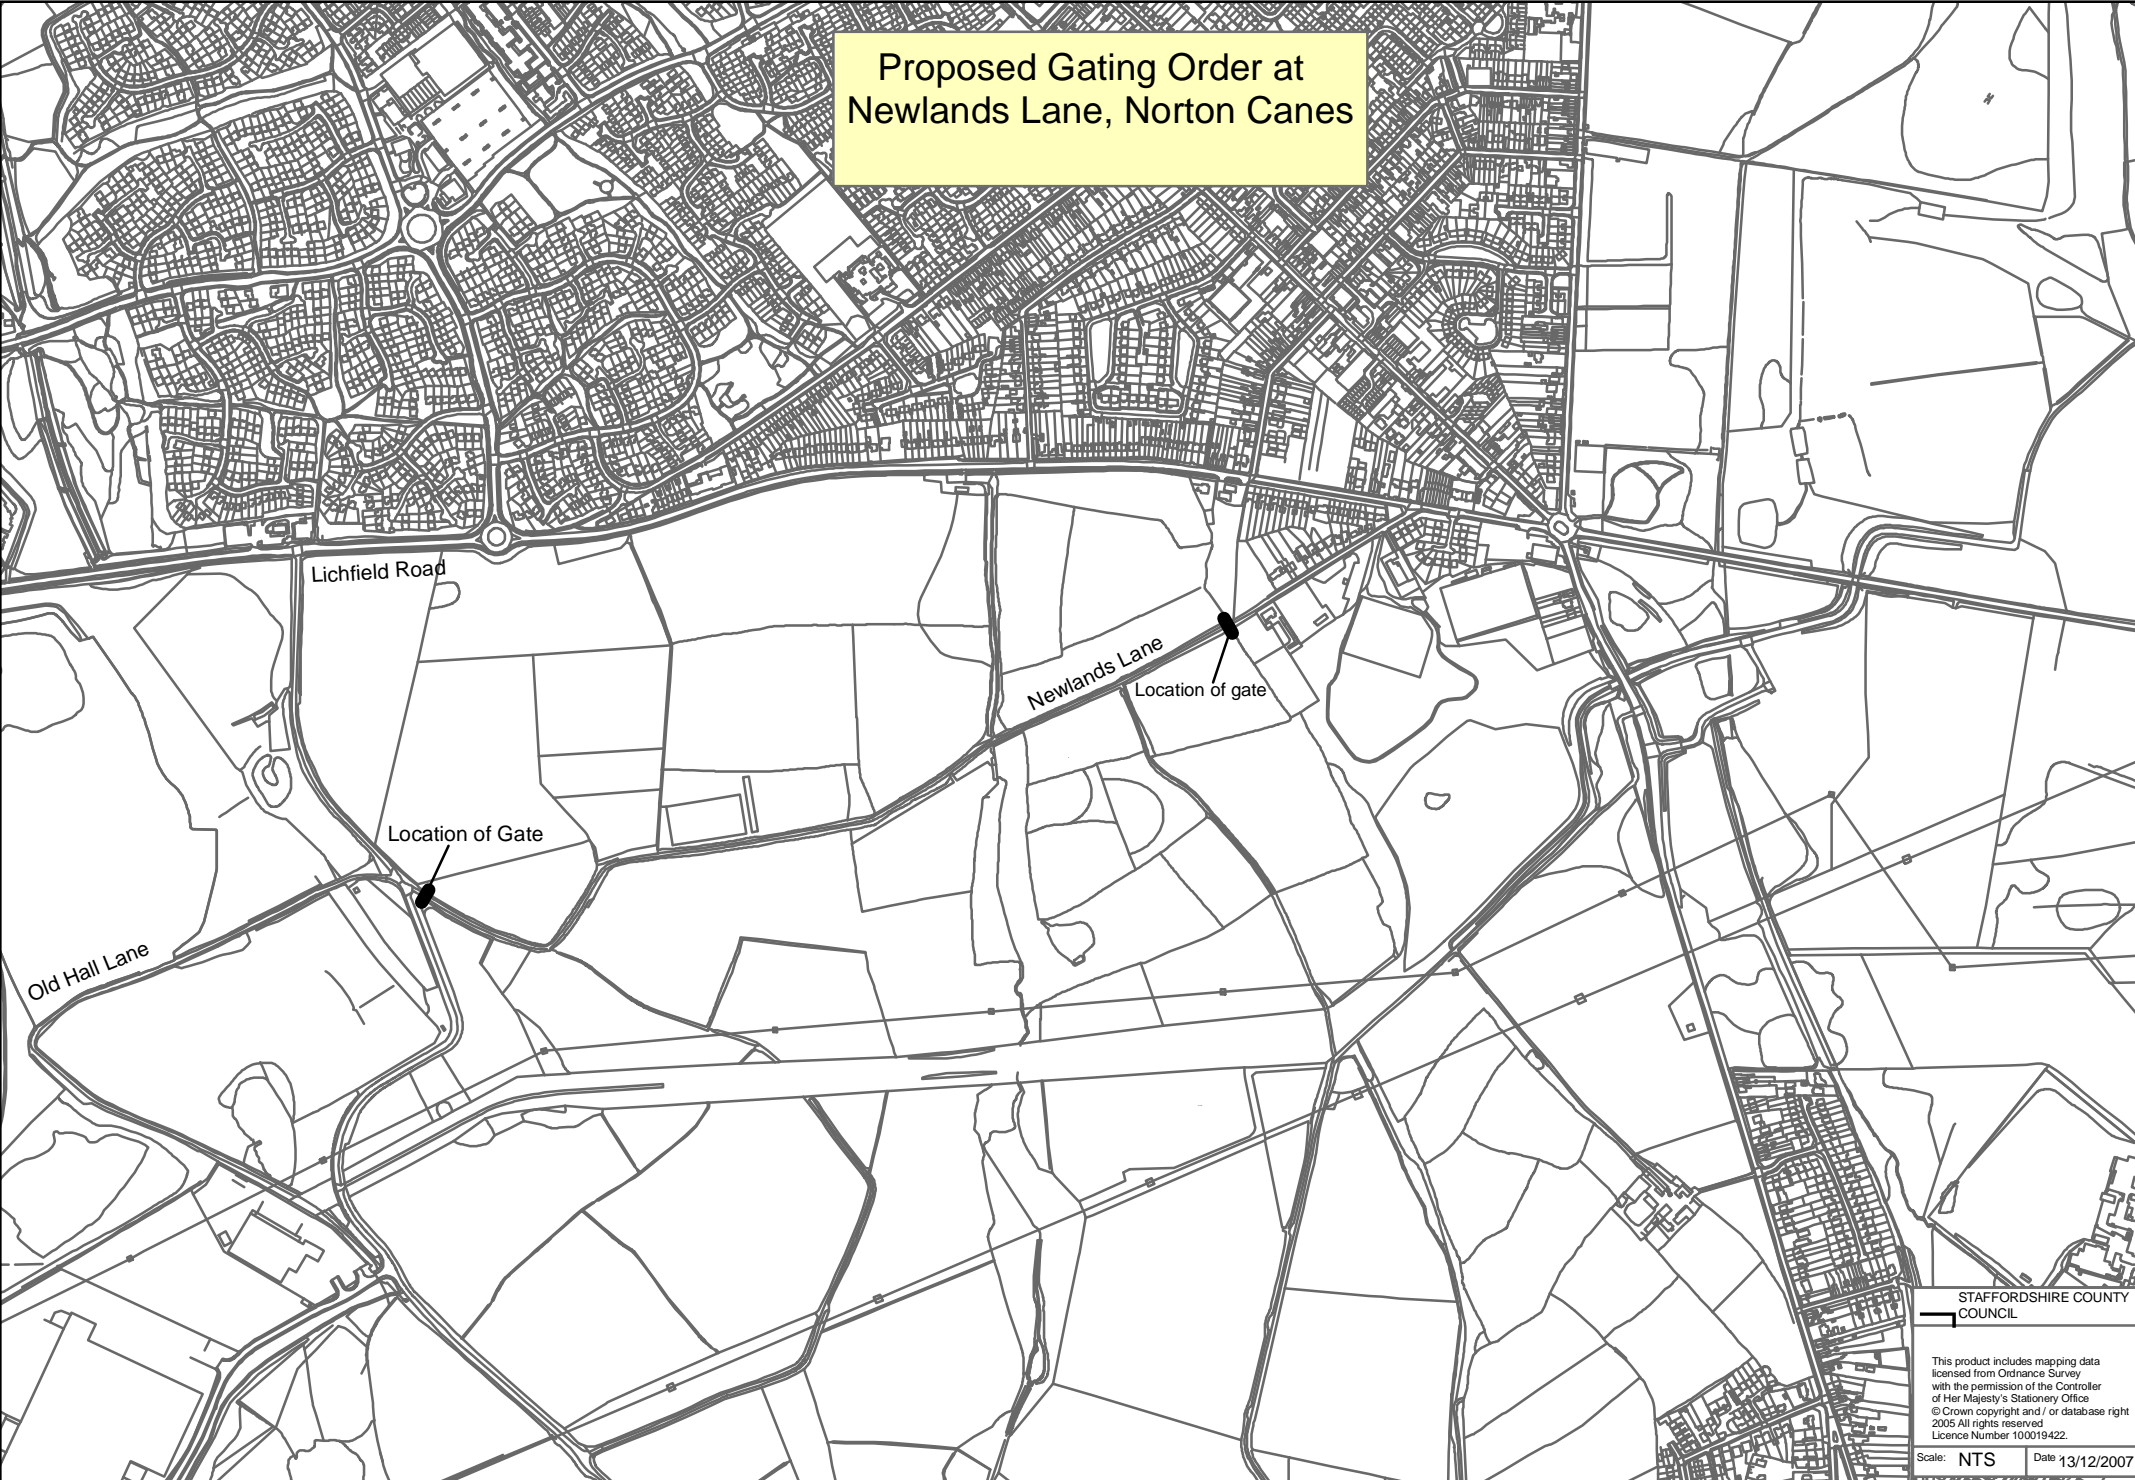 Proposed Gating Order at
Newlands Lane, Norton Canes
Lichfield Road
Newlands Lane
Location of gate
Location of Gate
Old Hall Lane
STAFFORDSHIRE COUNTY
COUNCIL
This product includes mapping data
licensed from Ordnance Survey
with the permission of the Controller
of Her Majesty's Stationery Office
© Crown copyright and / or database right
2005 All rights reserved
Licence Number 100019422.
Scale: NTS
Date 13/12/2007